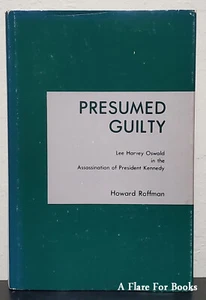 PRESUMED
GUILTY
Lee Harvey Oswald
in the
Assassination of President Kennedy
Howard Roffman
A Flare For Books